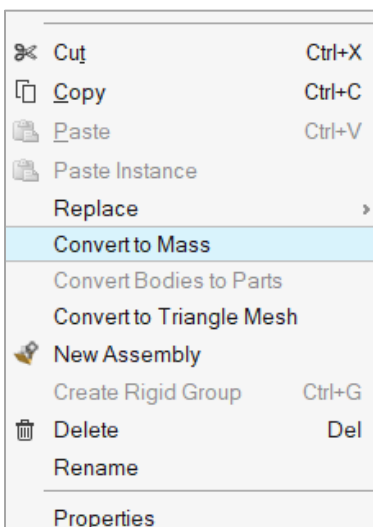 Cut Ctrl+X
Copy Ctrl+C
Paste Ctrl+V
Paste Instance
Replace
Convert to Mass
Convert Bodies to Parts
Convert to Triangle Mesh
New Assembly
Create Rigid Group Ctrl+G
Delete Del
Rename
Properties